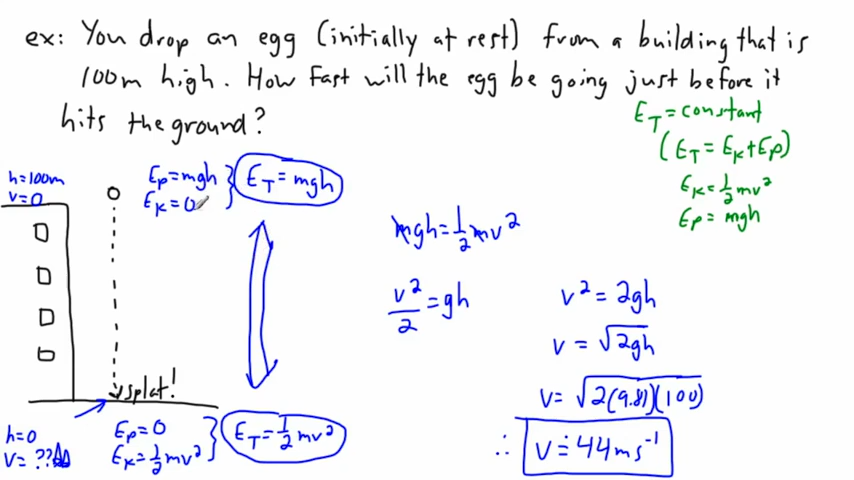 ex: You drop an egg (initially at rest) from a building that is
100m high. How fast will the egg be going just before it
hits the ground?
E_T = constant
(E_T = E_K + E_P)
E_K = ½mv²
E_P = mgh
h=100m
v=0
E_P = mgh
E_K = 0
E_T = mgh
mgh = ½mv²
v²/2 = gh
v² = 2gh
v = √2gh
v = √2(9.81)(100)
∴ v ≐ 44ms⁻¹
splat!
h=0
v= ??
E_P = 0
E_K = ½mv²
E_T = ½mv²